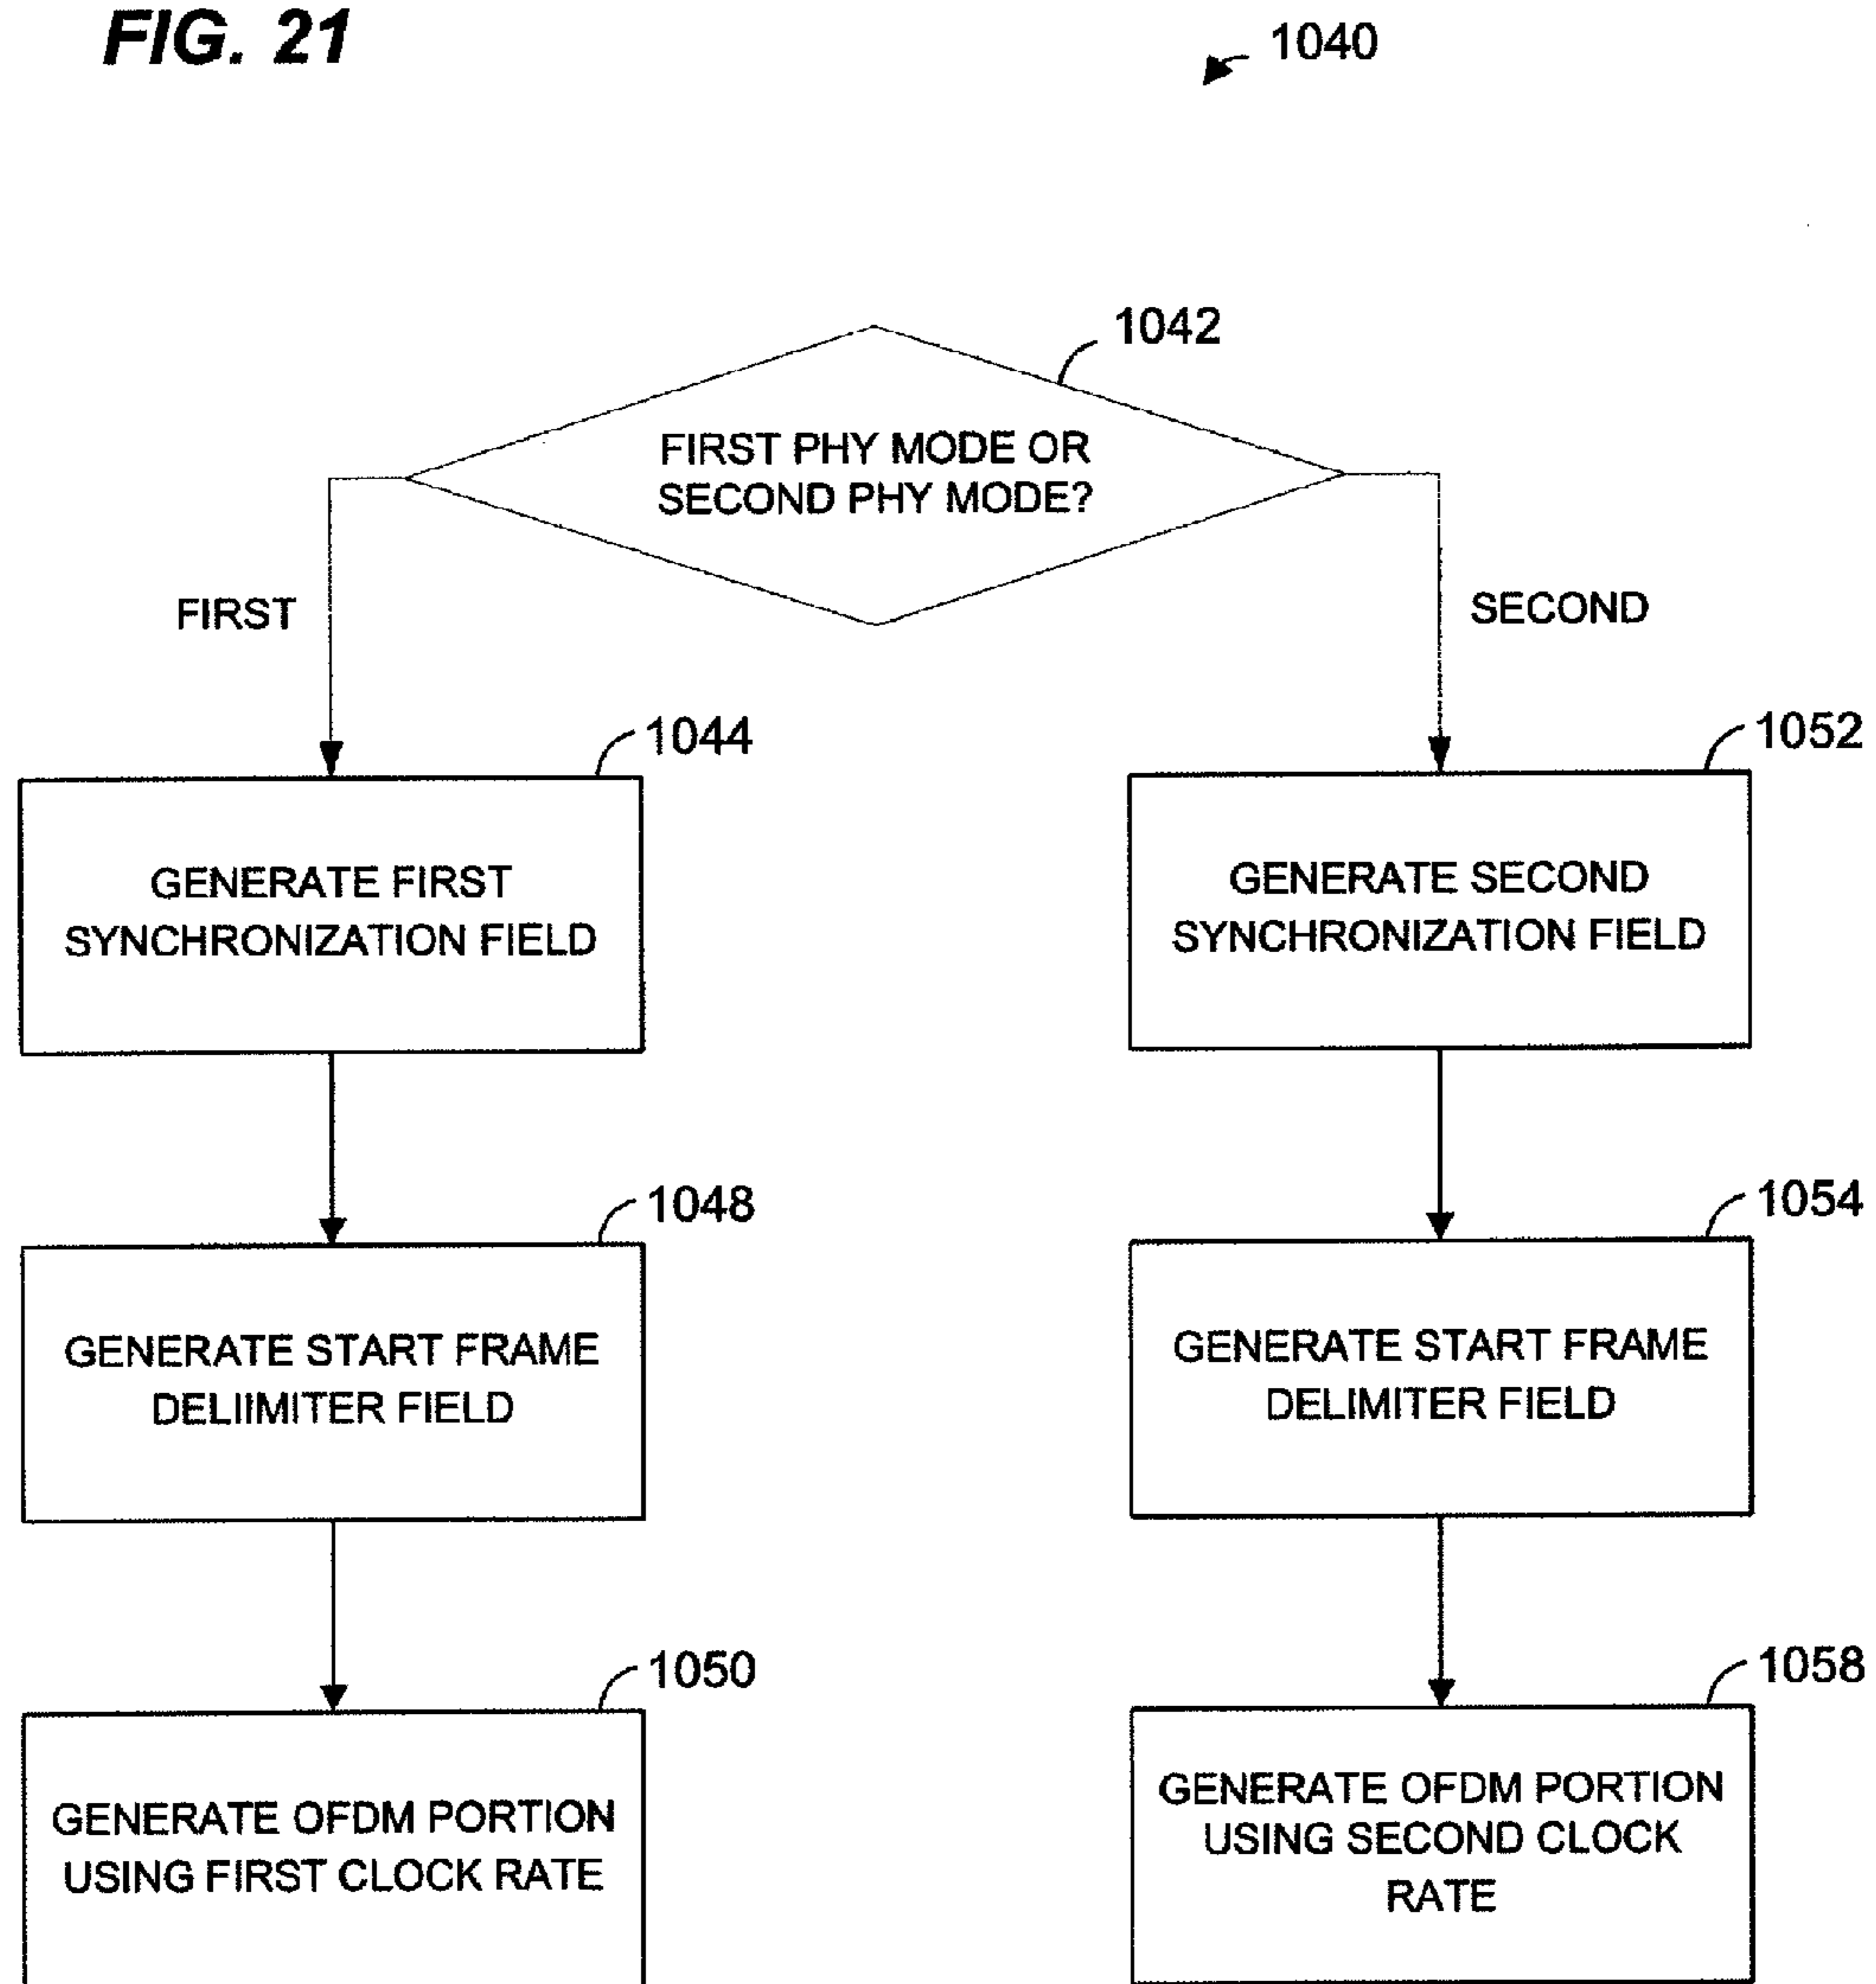 FIG. 21
1040
1042
FIRST PHY MODE OR
SECOND PHY MODE?
FIRST
SECOND
1044
GENERATE FIRST
SYNCHRONIZATION FIELD
1052
GENERATE SECOND
SYNCHRONIZATION FIELD
1048
GENERATE START FRAME
DELIIMITER FIELD
1054
GENERATE START FRAME
DELIMITER FIELD
1050
GENERATE OFDM PORTION
USING FIRST CLOCK RATE
1058
GENERATE OFDM PORTION
USING SECOND CLOCK
RATE